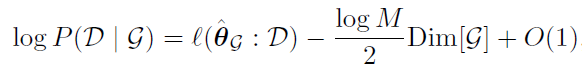 log P(𝒟 | 𝒢) = ℓ(θ̂_𝒢 : 𝒟) − (log M)/2 Dim[𝒢] + O(1)